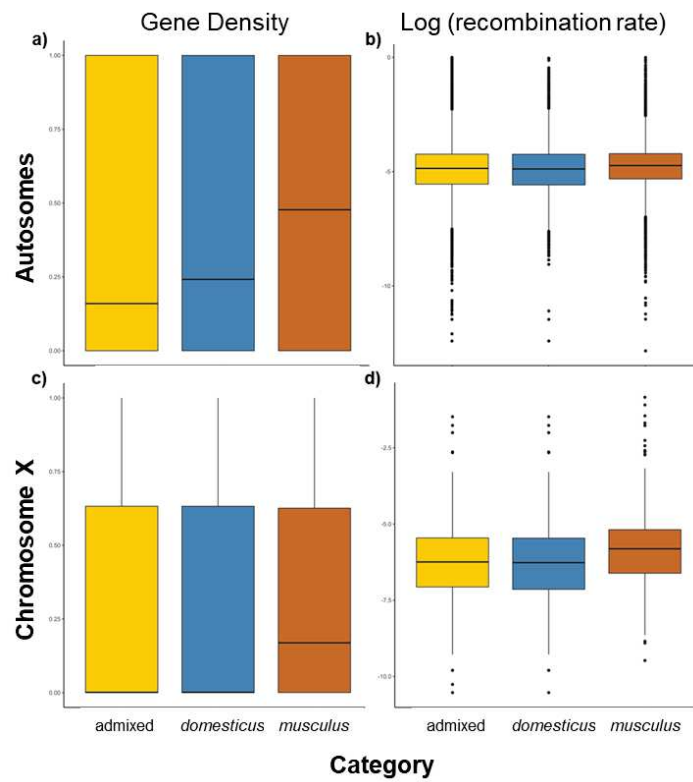 Gene Density
Log (recombination rate)
a)
b)
Autosomes
1.00
0.75
0.50
0.25
0.00
0
-5
-10
c)
d)
Chromosome X
1.00
0.75
0.50
0.25
0.00
-2.5
-5.0
-7.5
-10.0
admixed domesticus musculus
admixed domesticus musculus
Category